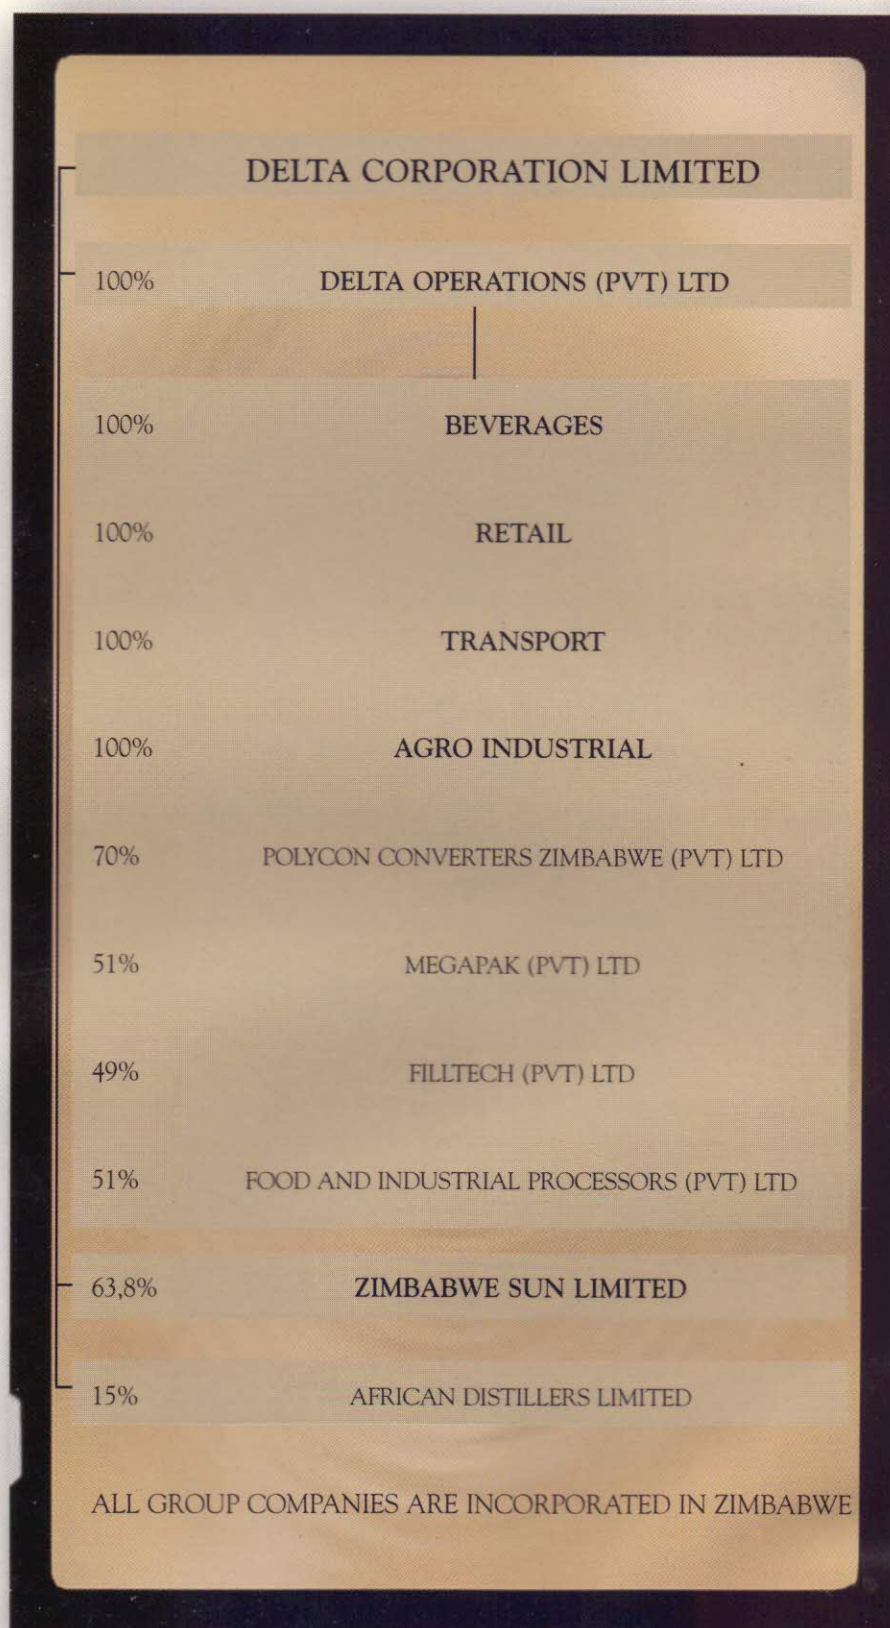 DELTA CORPORATION LIMITED
100% DELTA OPERATIONS (PVT) LTD
100% BEVERAGES
100% RETAIL
100% TRANSPORT
100% AGRO INDUSTRIAL
70% POLYCON CONVERTERS ZIMBABWE (PVT) LTD
51% MEGAPAK (PVT) LTD
49% FILLTECH (PVT) LTD
51% FOOD AND INDUSTRIAL PROCESSORS (PVT) LTD
63,8% ZIMBABWE SUN LIMITED
15% AFRICAN DISTILLERS LIMITED
ALL GROUP COMPANIES ARE INCORPORATED IN ZIMBABWE